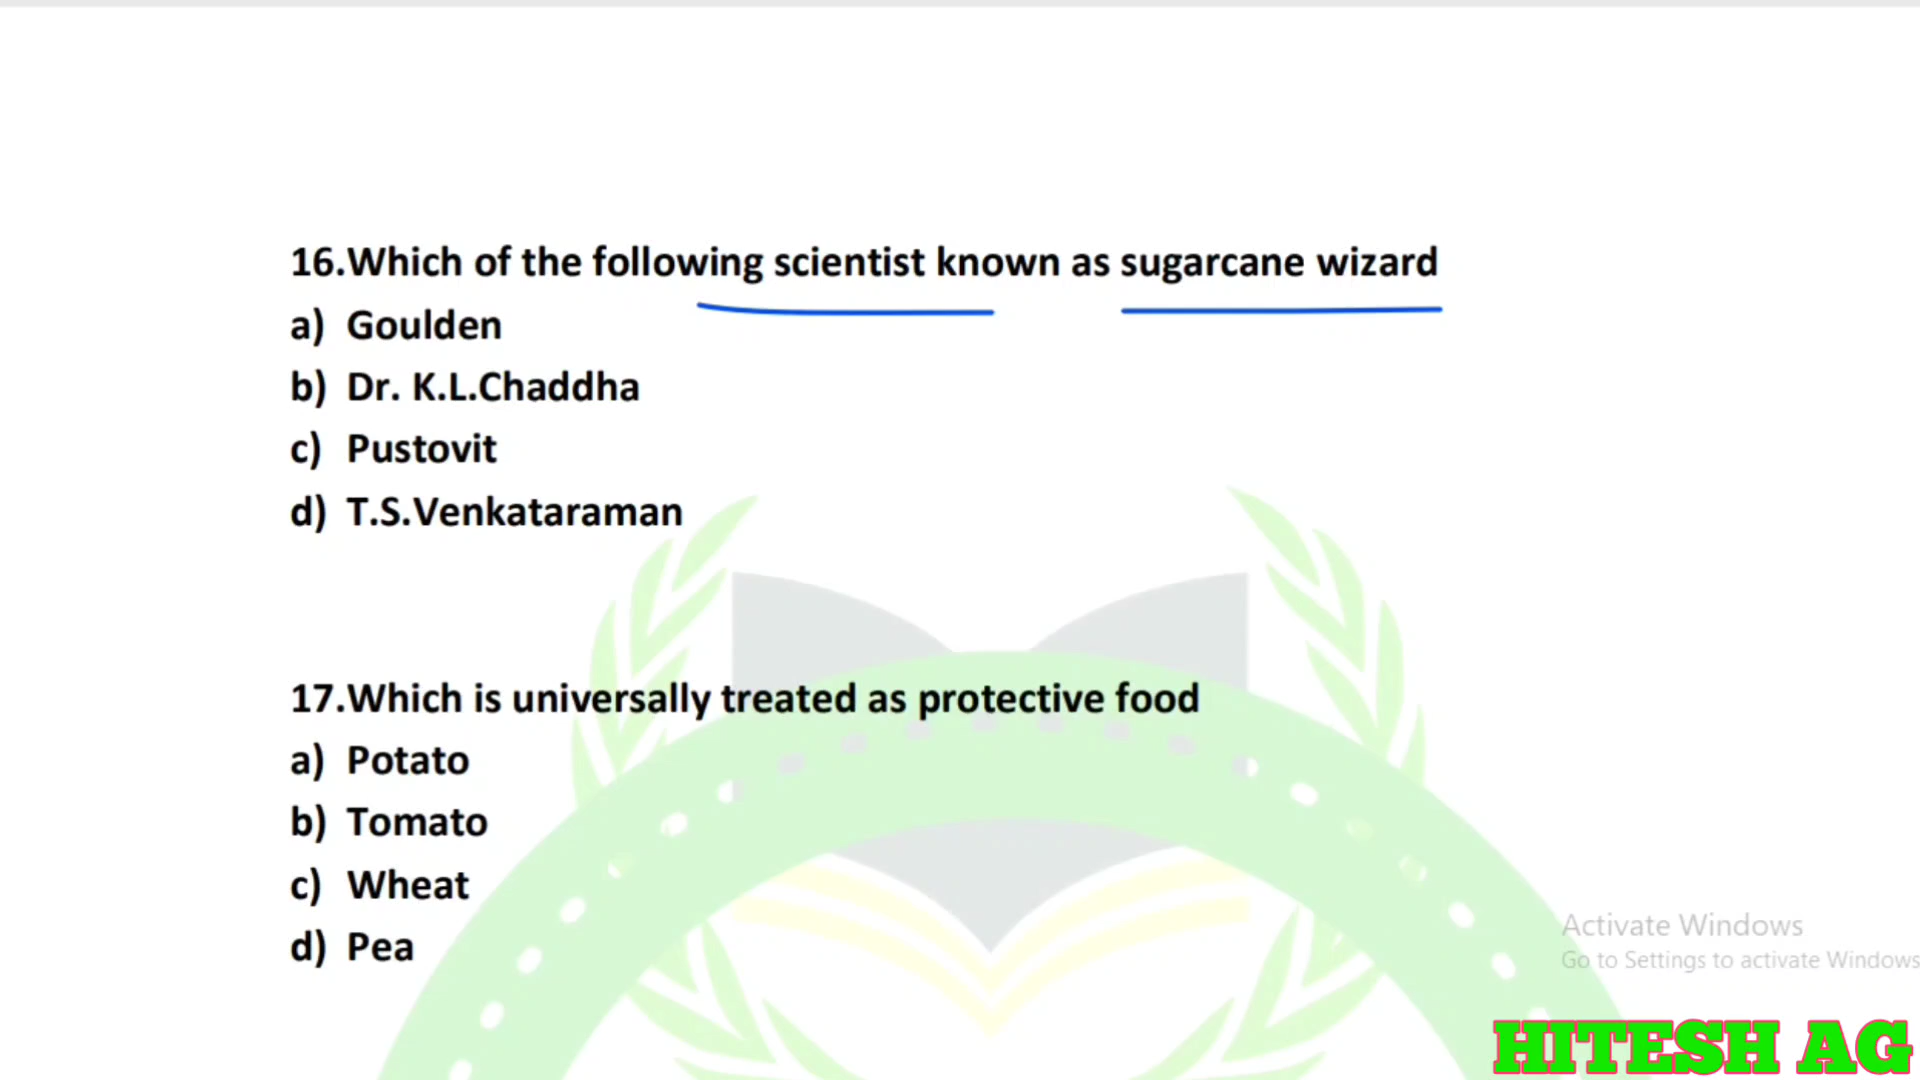 16.Which of the following scientist known as sugarcane wizard
a) Goulden
b) Dr. K.L.Chaddha
c) Pustovit
d) T.S.Venkataraman
17.Which is universally treated as protective food
a) Potato
b) Tomato
c) Wheat
d) Pea
Activate Windows
Go to Settings to activate Windows
HITESH AG